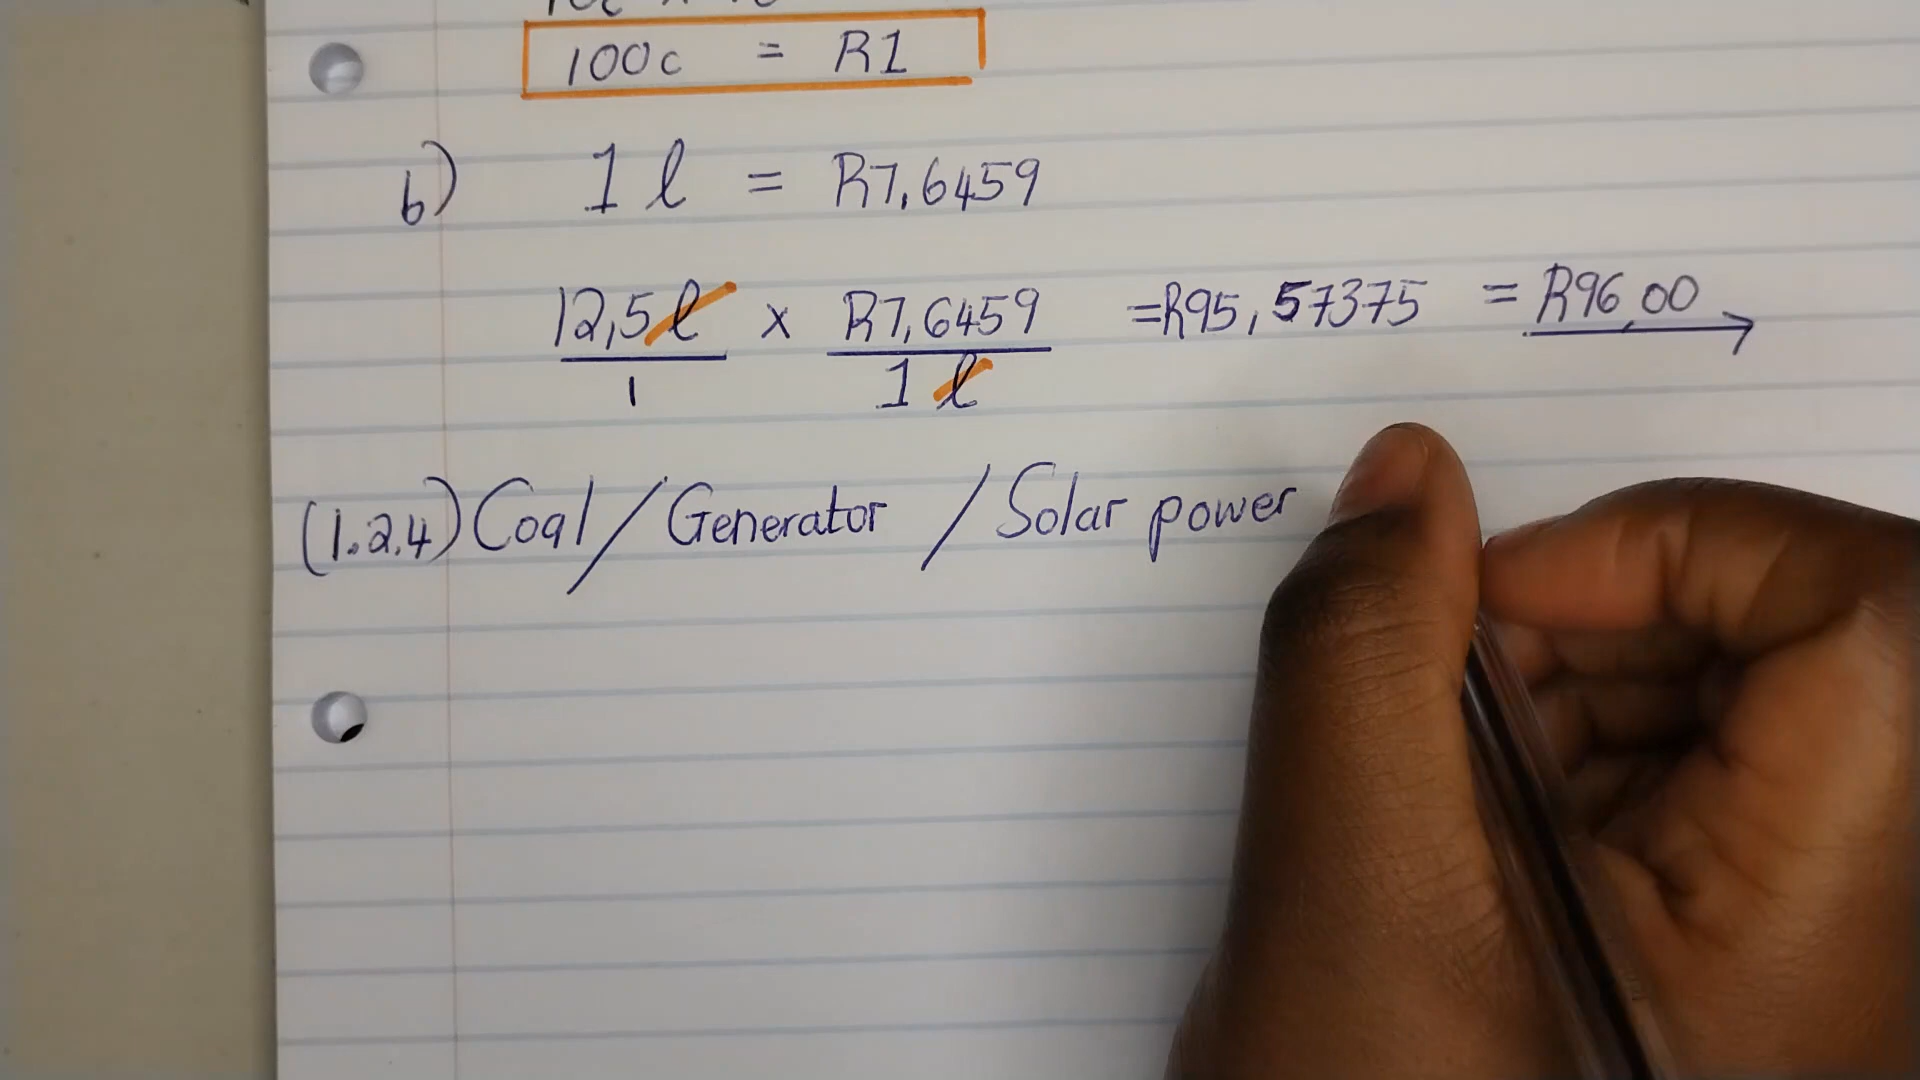 100c = R1
b) 1 l = R7,6459
12,5l x R7,6459 =R95,57375 = R96,00
1 1 l
(1.2.4) Coal / Generator / Solar power